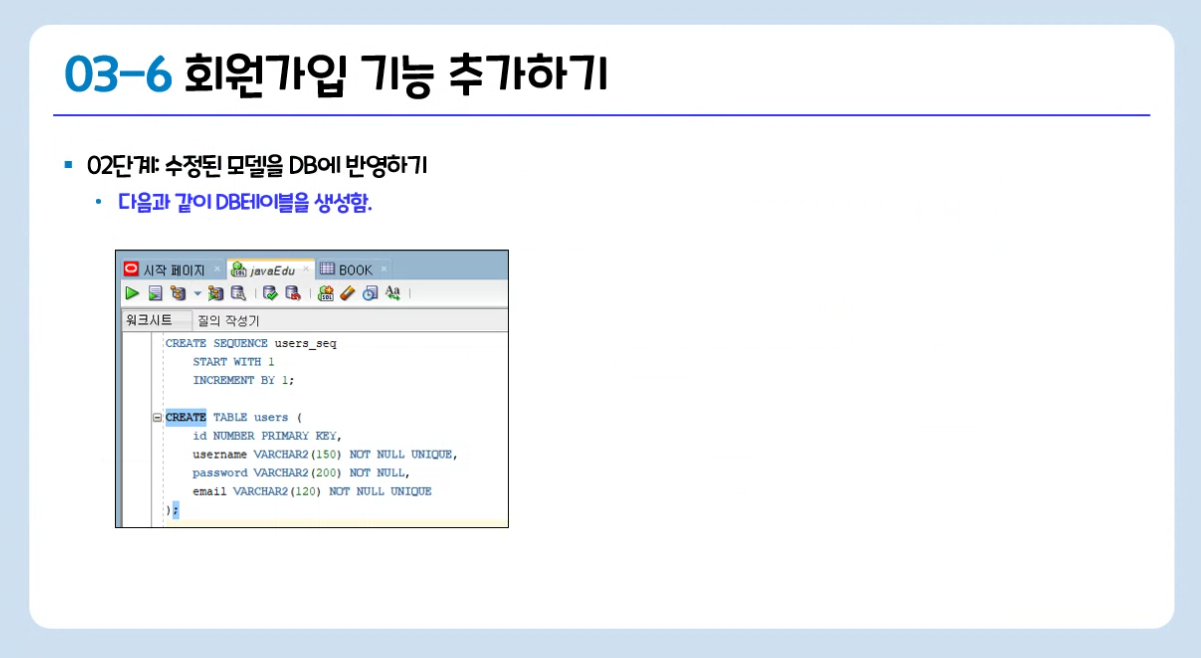 03-6 회원가입 기능 추가하기
02단계: 수정된 모델을 DB에 반영하기
다음과 같이 DB테이블을 생성함.
시작 페이지 javaEdu BOOK
워크시트 질의 작성기
CREATE SEQUENCE users_seq
START WITH 1
INCREMENT BY 1;
CREATE TABLE users (
id NUMBER PRIMARY KEY,
username VARCHAR2(150) NOT NULL UNIQUE,
password VARCHAR2(200) NOT NULL,
email VARCHAR2(120) NOT NULL UNIQUE
);